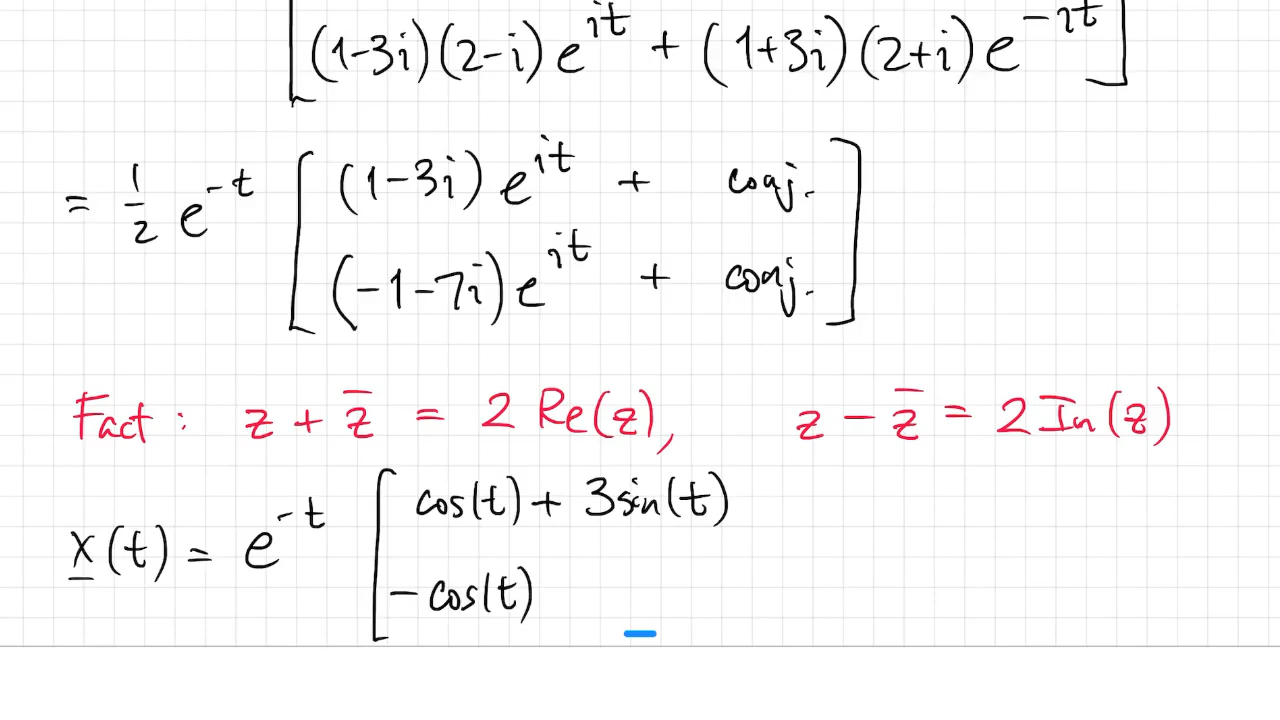 (1-3i)(2-i) e^{it} + (1+3i)(2+i) e^{-it}
= 1/2 e^{-t} [ (1-3i) e^{it} + conj.
(-1-7i) e^{it} + conj. ]
Fact : z + z̅ = 2 Re(z), z - z̅ = 2 Im(z)
x(t) = e^{-t} [ cos(t) + 3sin(t)
- cos(t)